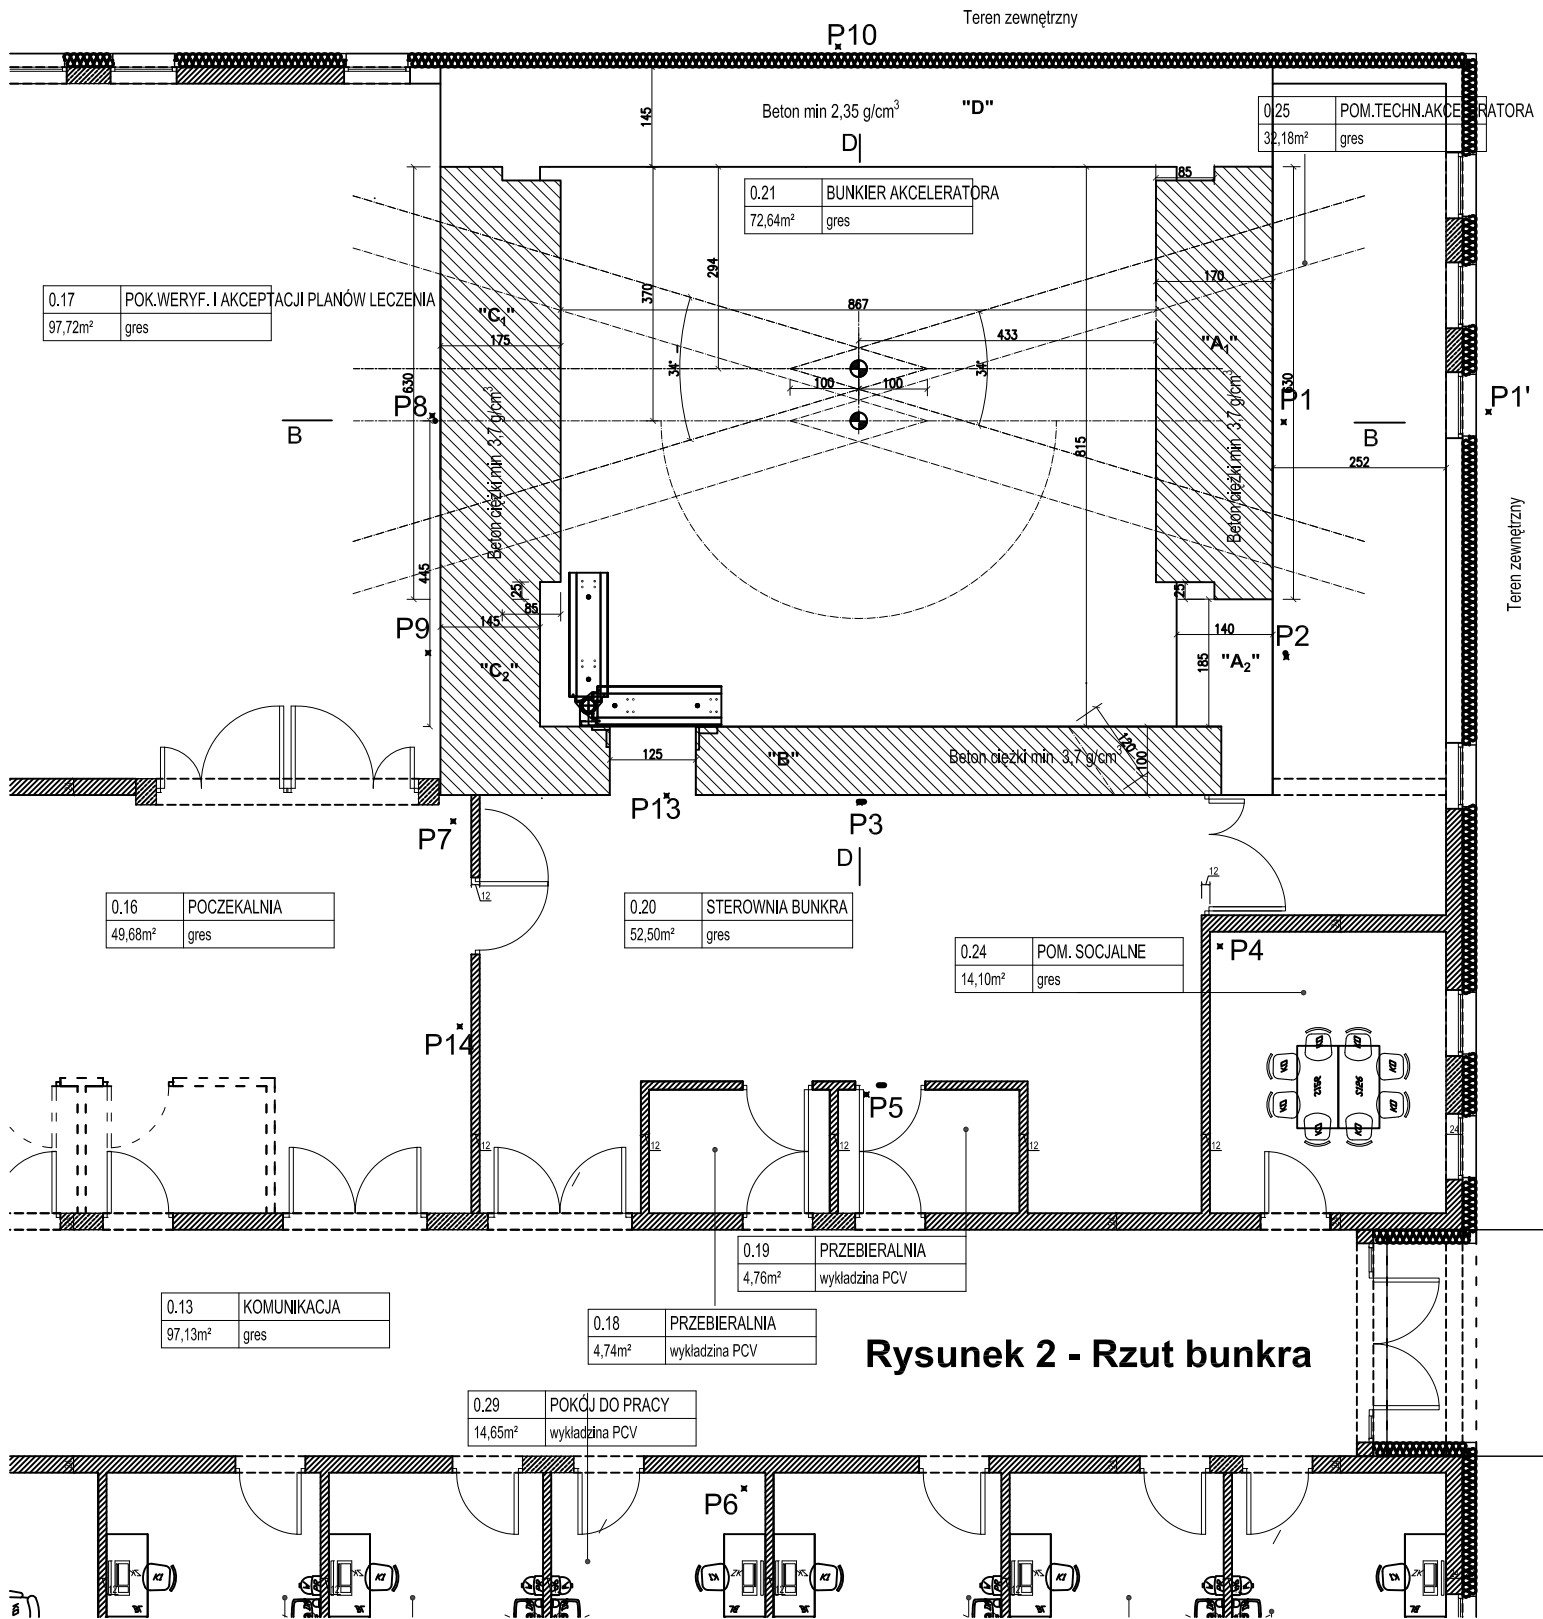 Teren zewnętrzny
P10
Beton min 2,35 g/cm³
"D"
145
D
0.25 POM.TECHN.AKCELERATORA
32,18m² gres
85
0.21 BUNKIER AKCELERATORA
72,64m² gres
294
370
170
0.17 POK.WERYF. I AKCEPTACJI PLANÓW LECZENIA
97,72m² gres
867
"C₁"
175
433
"A₁"
34°
34°
100
100
630
630
P8
P1
P1'
B
B
Beton ciężki min 3,7 g/cm³
Beton ciężki min 3,7 g/cm³
815
252
Teren zewnętrzny
445
25
85
25
145
P9
140
P2
"C₂"
185
"A₂"
125
"B"
Beton ciężki min 3,7 g/cm³
120
100
P13
P3
P7
D
12
12
0.16 POCZEKALNIA
49,68m² gres
0.20 STEROWNIA BUNKRA
52,50m² gres
0.24 POM. SOCJALNE
14,10m² gres
P4
P14
P5
12
12
12
12
24
0.19 PRZEBIERALNIA
4,76m² wykładzina PCV
0.13 KOMUNIKACJA
97,13m² gres
0.18 PRZEBIERALNIA
4,74m² wykładzina PCV
Rysunek 2 - Rzut bunkra
0.29 POKÓJ DO PRACY
14,65m² wykładzina PCV
P6